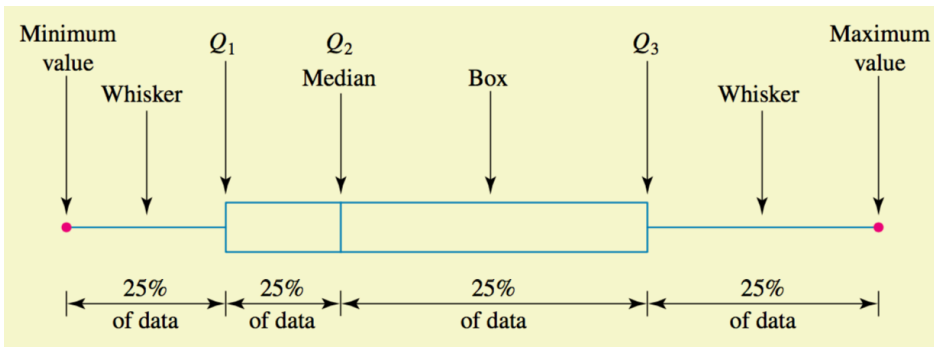 Minimum
value
Whisker
Q1
Q2
Median
Box
Q3
Whisker
Maximum
value
25%
of data
25%
of data
25%
of data
25%
of data